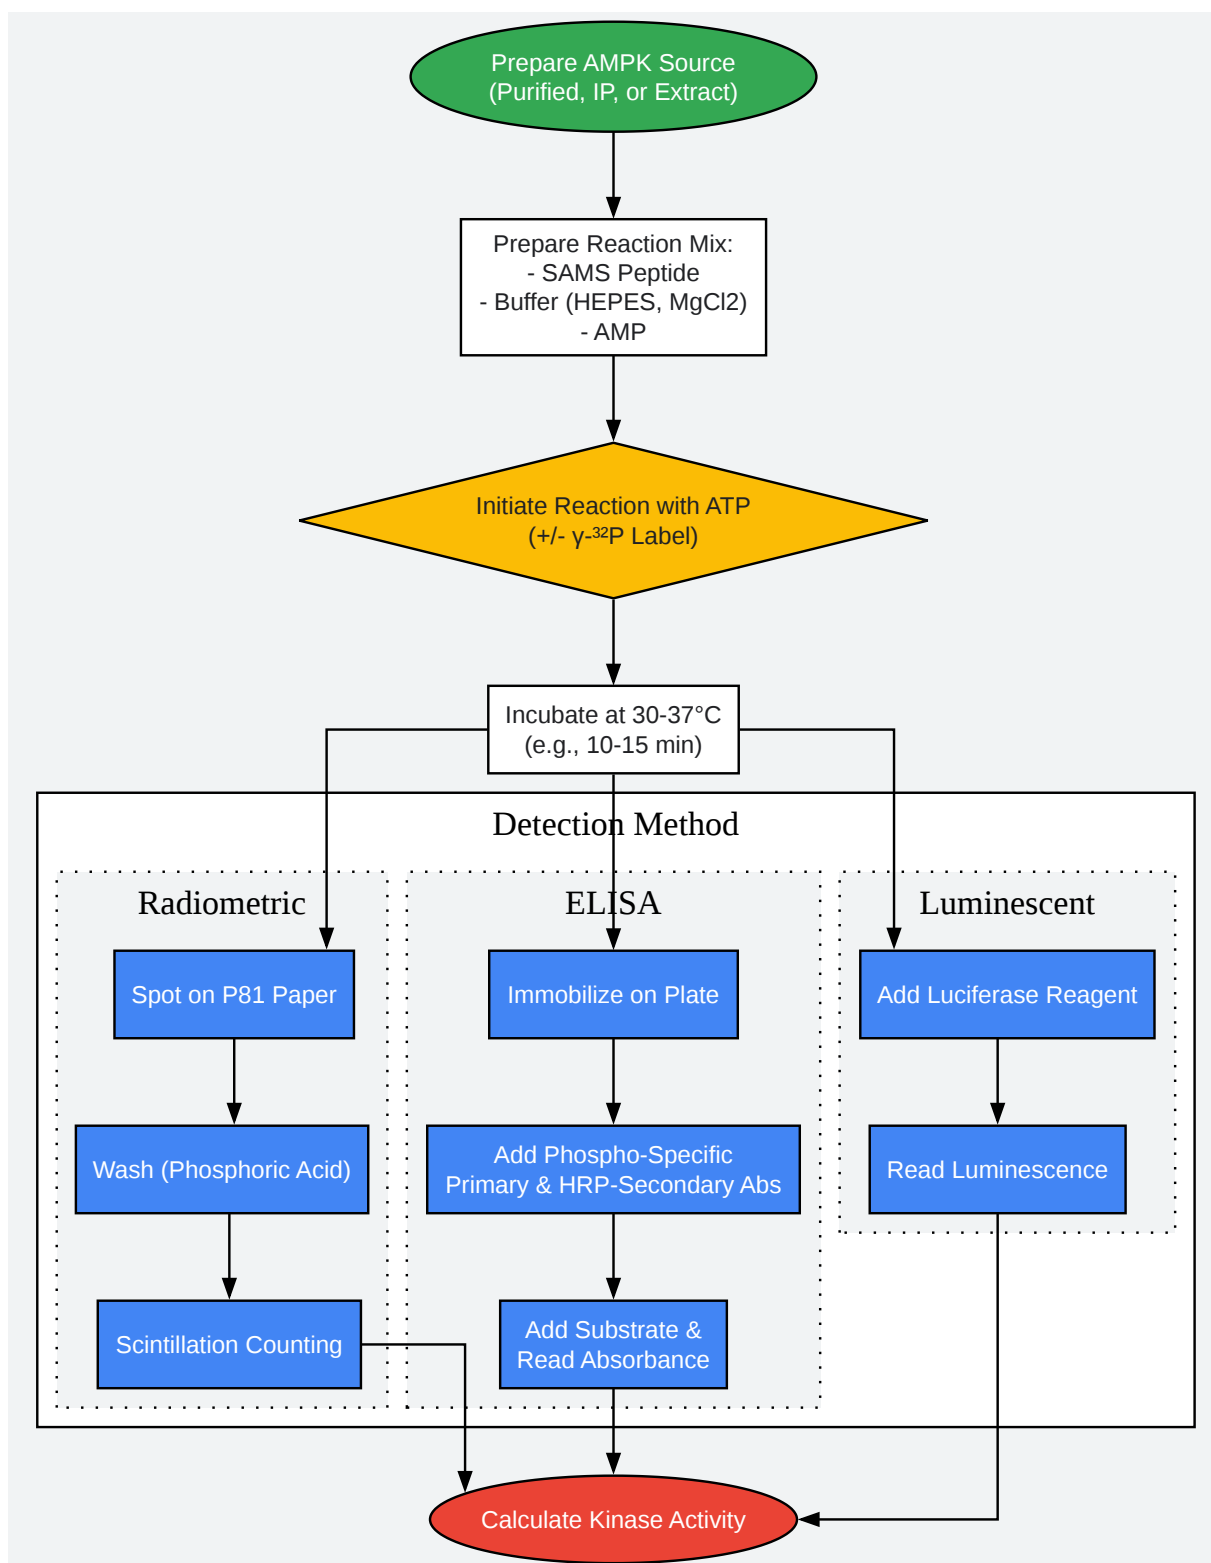 Prepare AMPK Source
(Purified, IP, or Extract)
Prepare Reaction Mix:
- SAMS Peptide
- Buffer (HEPES, MgCl2)
- AMP
Initiate Reaction with ATP
(+/- γ-³²P Label)
Incubate at 30-37°C
(e.g., 10-15 min)
Detection Method
Radiometric
Spot on P81 Paper
Wash (Phosphoric Acid)
Scintillation Counting
ELISA
Immobilize on Plate
Add Phospho-Specific
Primary & HRP-Secondary Abs
Add Substrate &
Read Absorbance
Luminescent
Add Luciferase Reagent
Read Luminescence
Calculate Kinase Activity